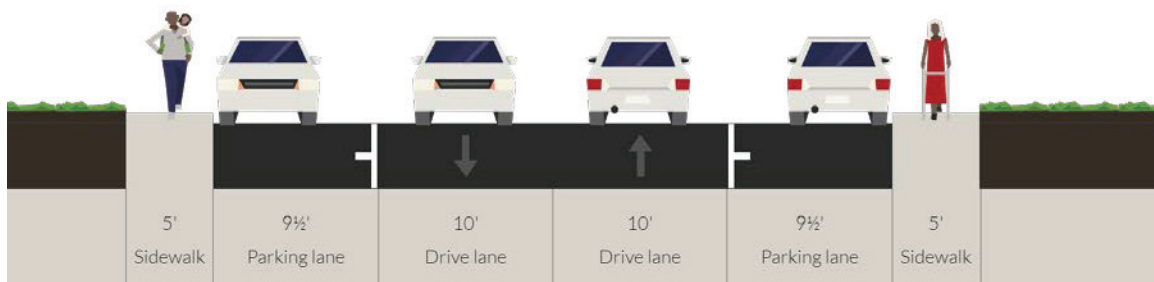 5'
Sidewalk
9½'
Parking lane
10'
Drive lane
10'
Drive lane
9½'
Parking lane
5'
Sidewalk